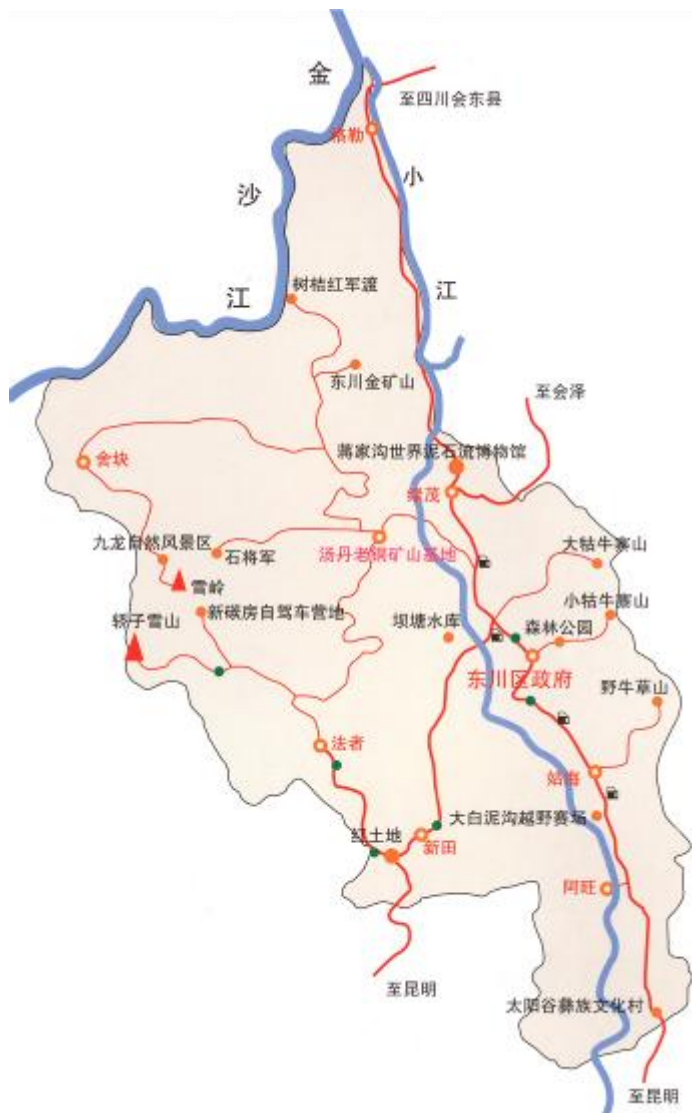 金
沙
江
至四川会东县
格勒
小
江
树桔红军渡
东川金矿山
至会泽
蒋家沟世界泥石流博物馆
舍块
绿茂
九龙自然风景区
石将军
汤丹老铜矿山基地
大牯牛寨山
雪岭
轿子雪山
新碳房自驾车营地
坝塘水库
小牯牛寨山
森林公园
东川区政府
野牛草山
法者
姑海
大白泥沟越野赛场
红土地
新田
阿旺
至昆明
太阳谷彝族文化村
至昆明